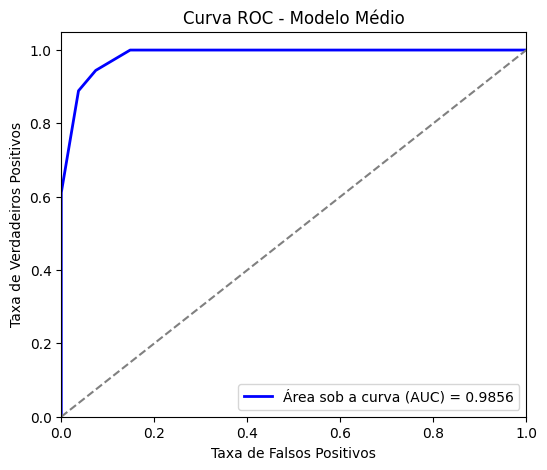 Curva ROC - Modelo Médio
Taxa de Verdadeiros Positivos
1.0
0.8
0.6
0.4
0.2
0.0
Área sob a curva (AUC) = 0.9856
0.0 0.2 0.4 0.6 0.8 1.0
Taxa de Falsos Positivos